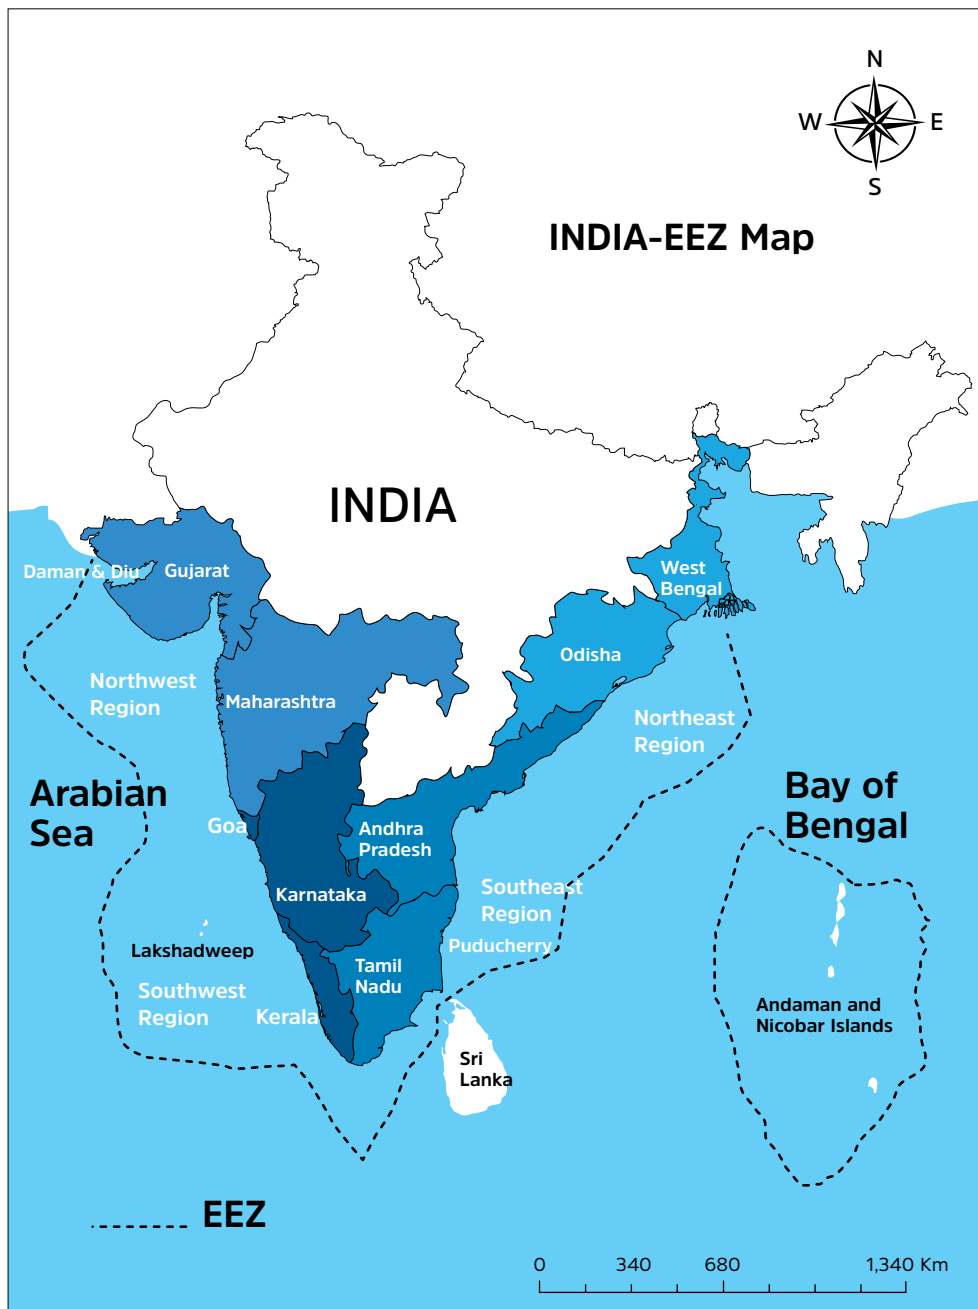 N
W E
S
INDIA-EEZ Map
INDIA
Daman & Diu
Gujarat
West
Bengal
Odisha
Northwest
Region
Maharashtra
Northeast
Region
Arabian
Sea
Bay of
Bengal
Goa
Andhra
Pradesh
Karnataka
Southeast
Region
Puducherry
Lakshadweep
Tamil
Nadu
Southwest
Region
Kerala
Andaman and
Nicobar Islands
Sri
Lanka
EEZ
0 340 680 1,340 Km